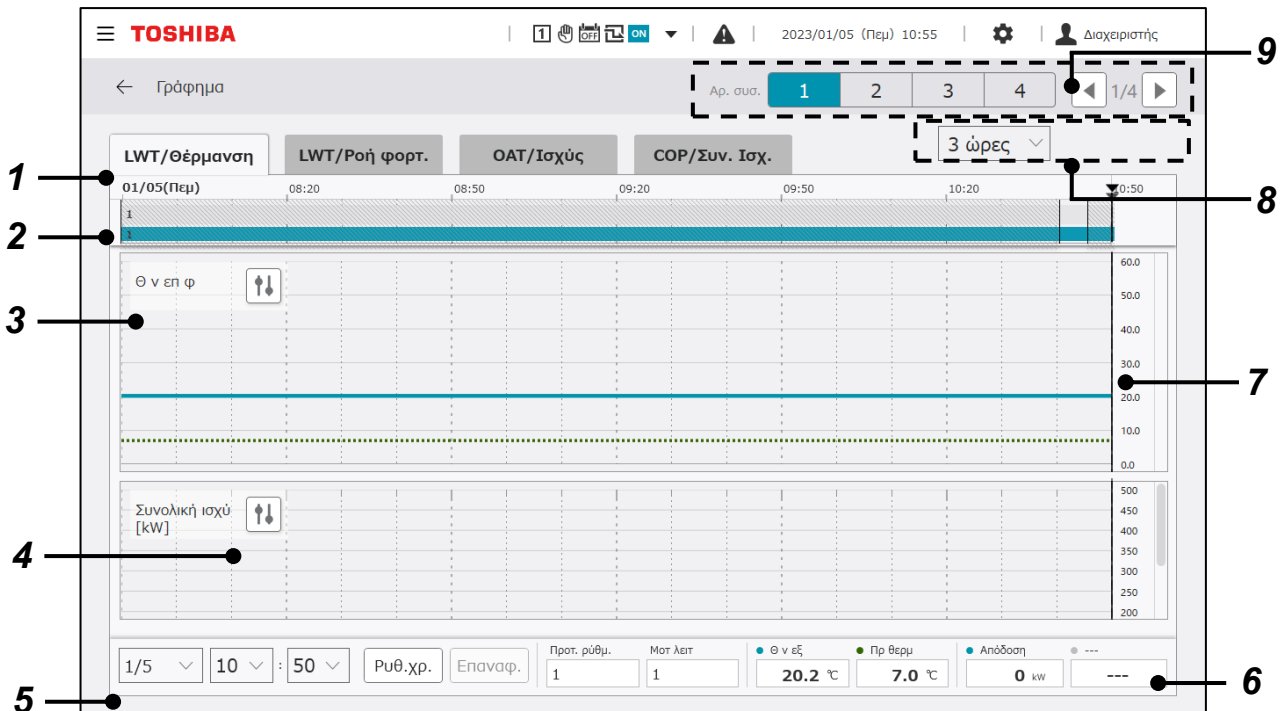 TOSHIBA
1 OFF ON 2023/01/05 (Πεμ) 10:55 Διαχειριστής
9
Γράφημα
Αρ. συσ. 1 2 3 4 1/4
LWT/Θέρμανση LWT/Ροή φορτ. OAT/Ισχύς COP/Συν. Ισχ. 3 ώρες
1
01/05(Πεμ) 08:20 08:50 09:20 09:50 10:20 0:50
8
1
2
1
Θ ν επ φ
3
60.0
50.0
40.0
30.0
7
20.0
10.0
0.0
Συνολική ισχύ
[kW]
4
500
450
400
350
300
250
200
Προτ. ρύθμ. Μοτ λειτ Θ ν εξ Πρ θερμ Απόδοση ---
1/5 10 : 50 Ρυθ.χρ. Επαναφ. 1 1 20.2 ℃ 7.0 ℃ 0 kW ---
5
6